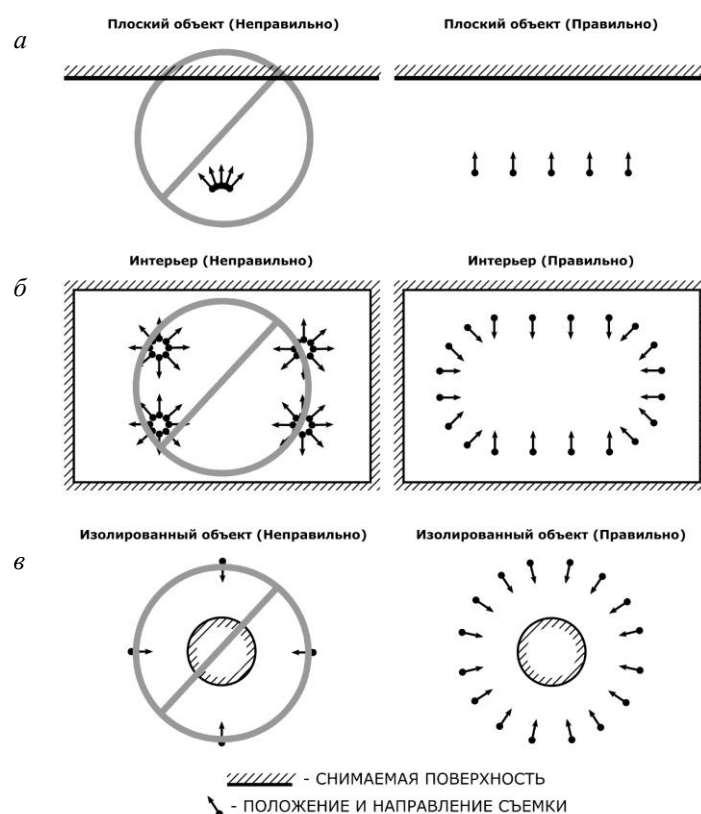 а
Плоский объект (Неправильно)
Плоский объект (Правильно)
б
Интерьер (Неправильно)
Интерьер (Правильно)
в
Изолированный объект (Неправильно)
Изолированный объект (Правильно)
- СНИМАЕМАЯ ПОВЕРХНОСТЬ
- ПОЛОЖЕНИЕ И НАПРАВЛЕНИЕ СЪЕМКИ